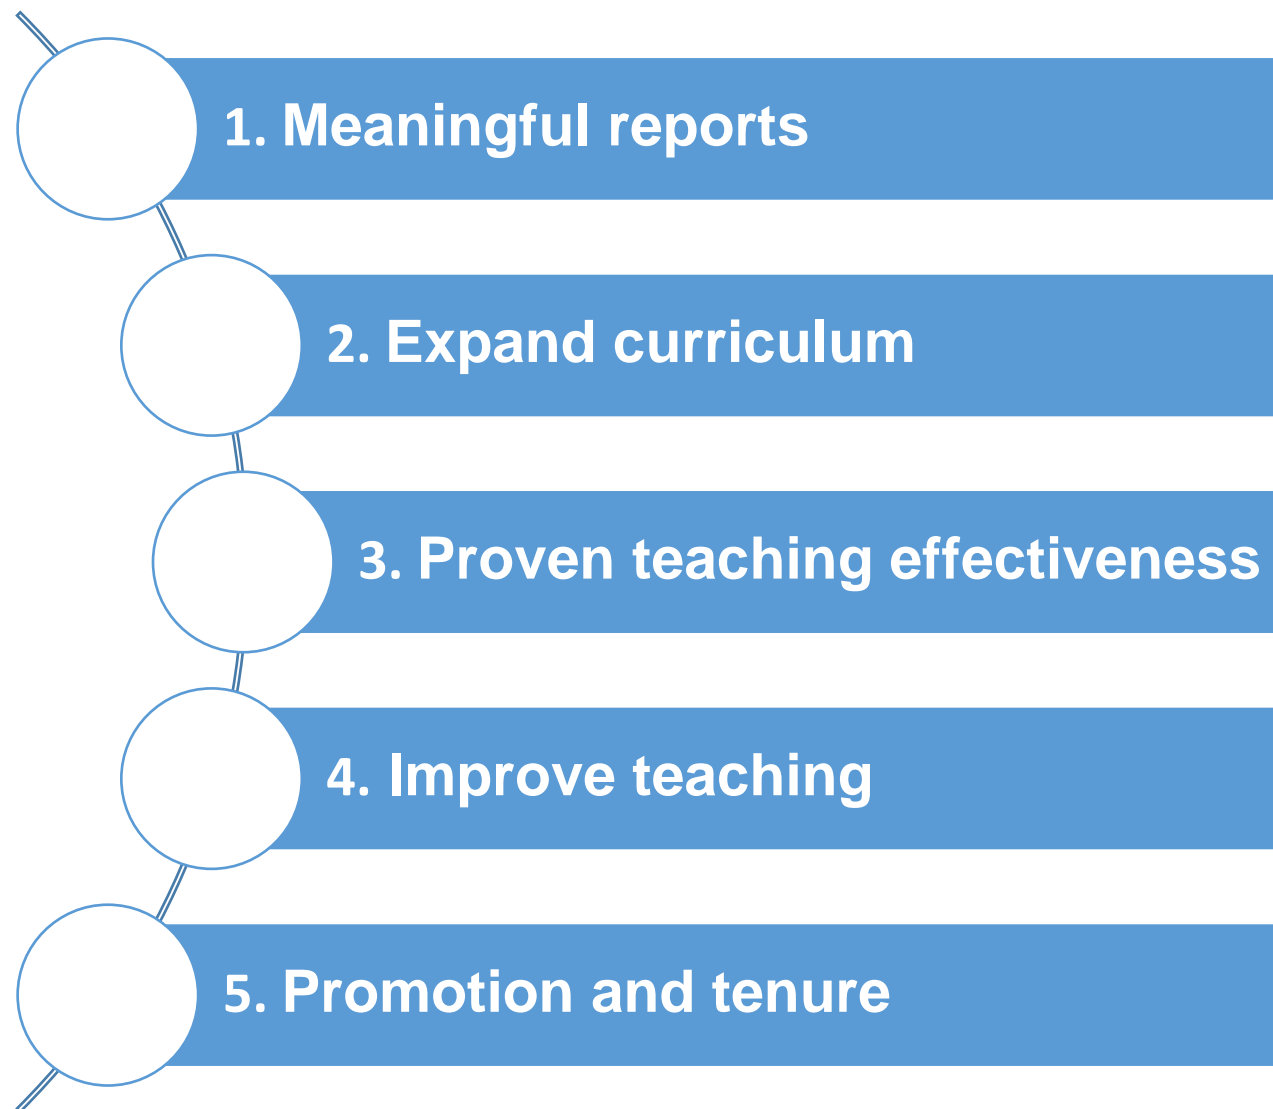 1. Meaningful reports
2. Expand curriculum
3. Proven teaching effectiveness
4. Improve teaching
5. Promotion and tenure